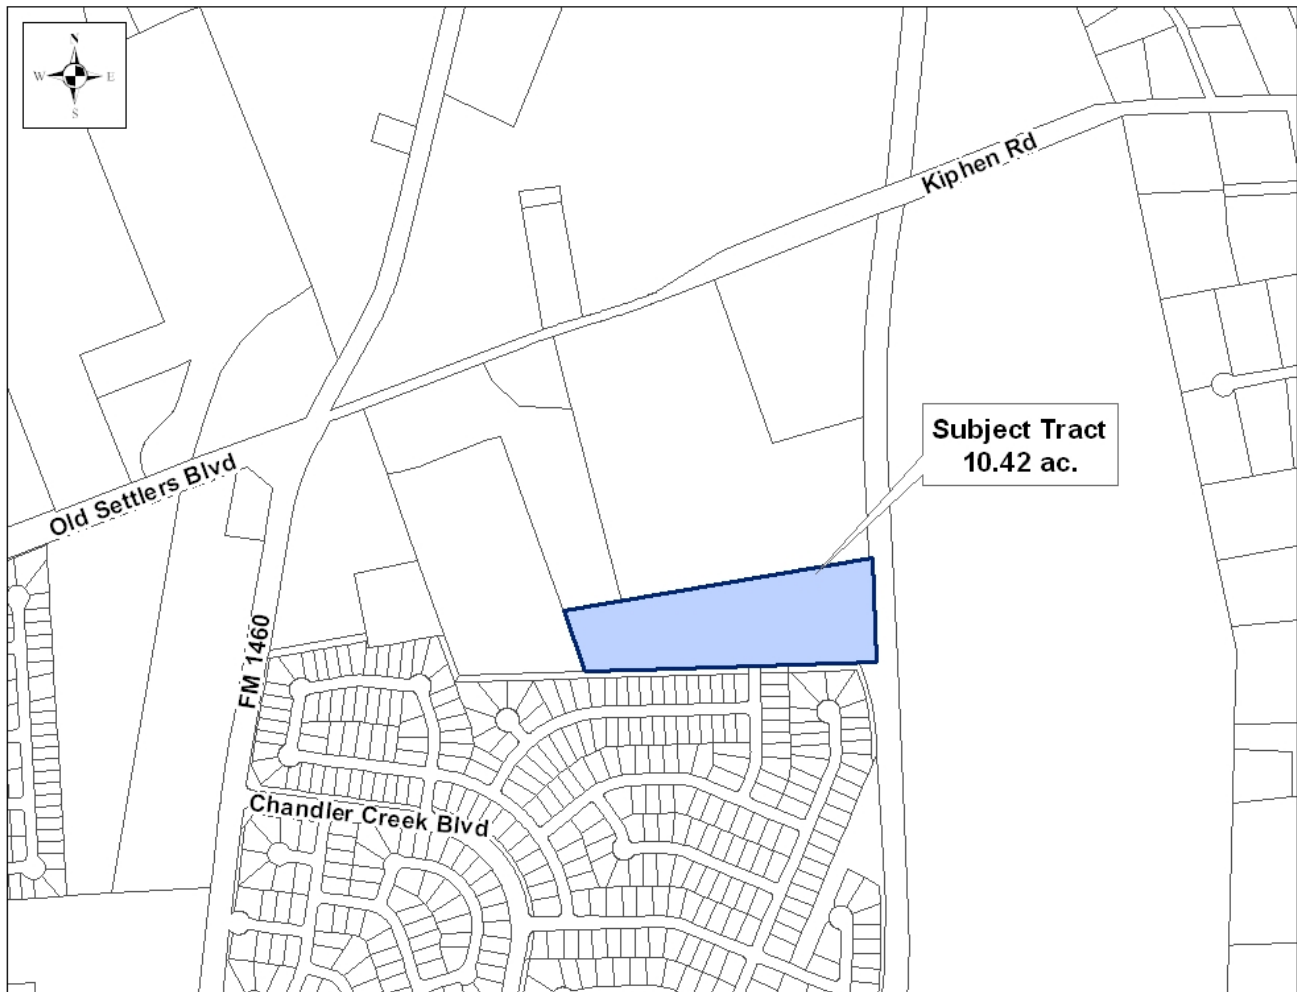 N
W E
S
Kiphen Rd
Subject Tract
10.42 ac.
Old Settlers Blvd
FM 1460
Chandler Creek Blvd